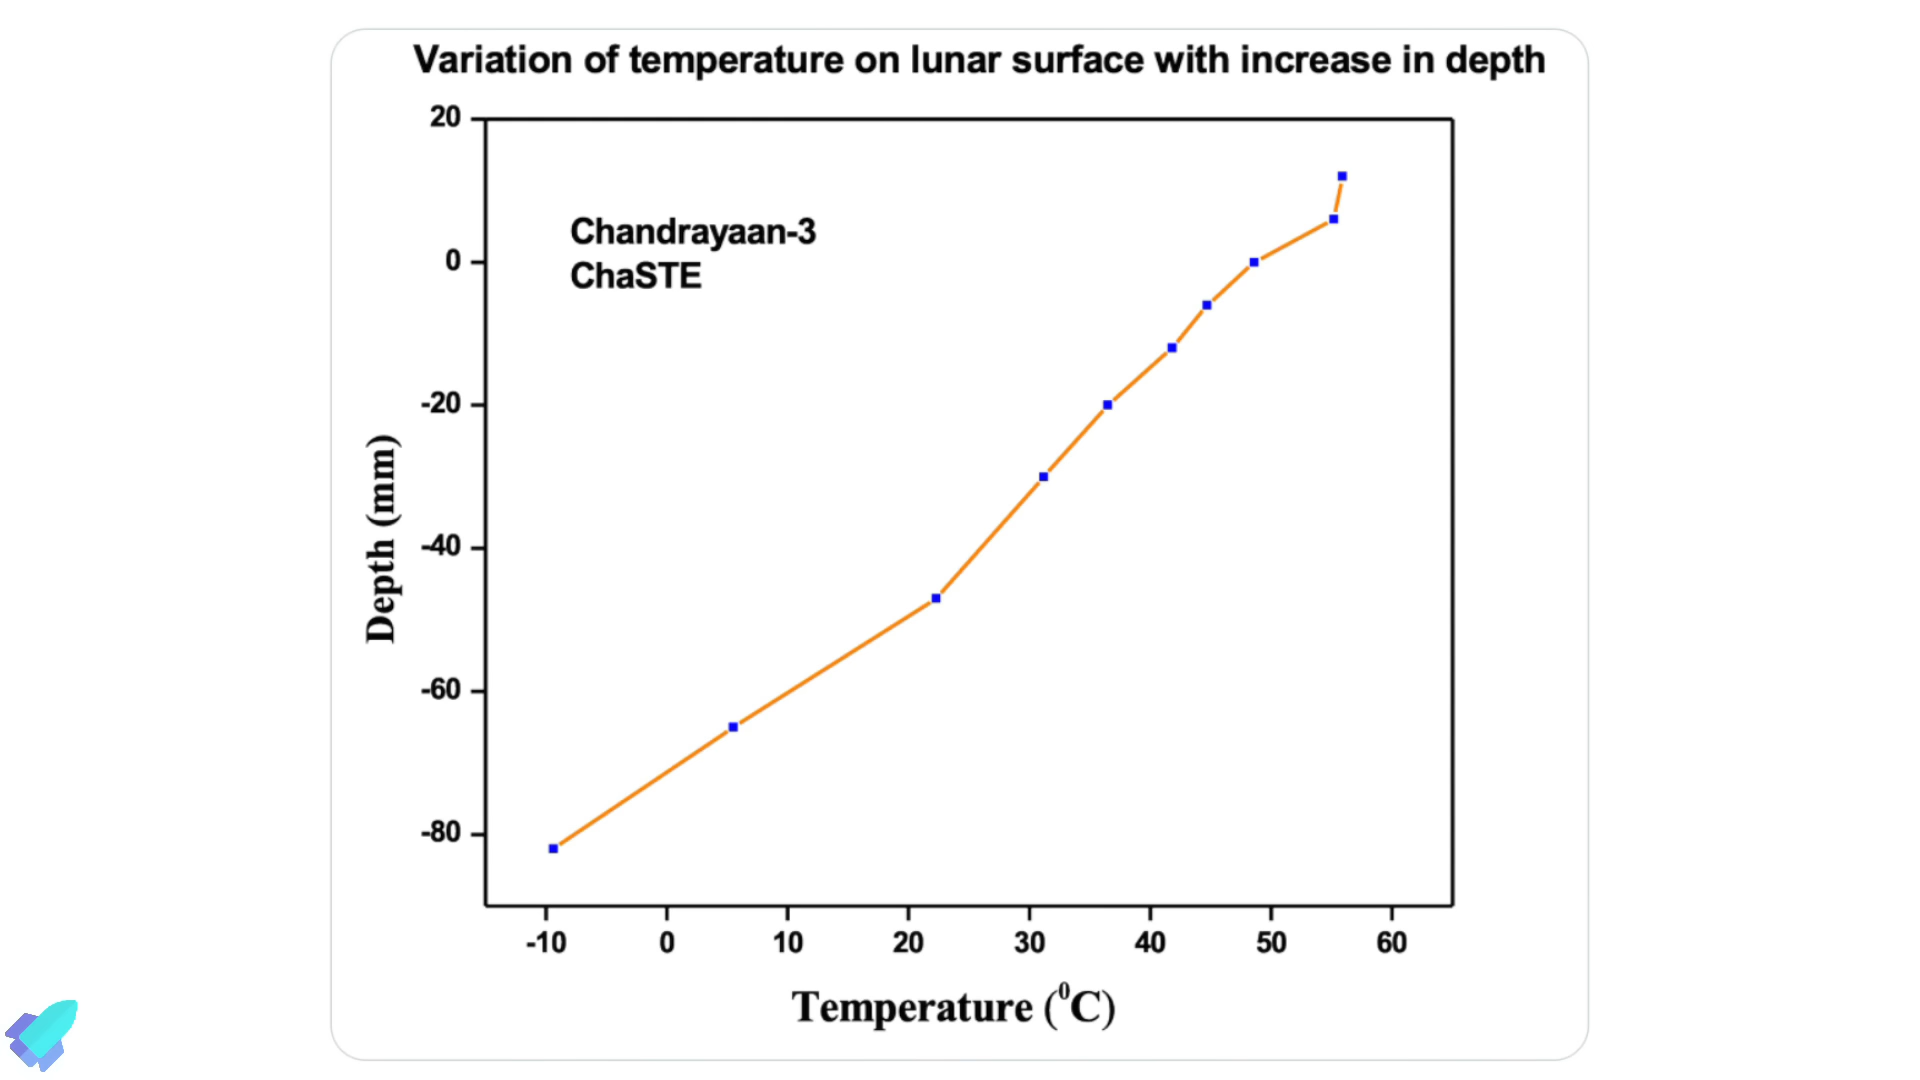 Variation of temperature on lunar surface with increase in depth
20
Chandrayaan-3
0
ChaSTE
-20
-40
Depth (mm)
-60
-80
-10 0 10 20 30 40 50 60
Temperature (⁰C)